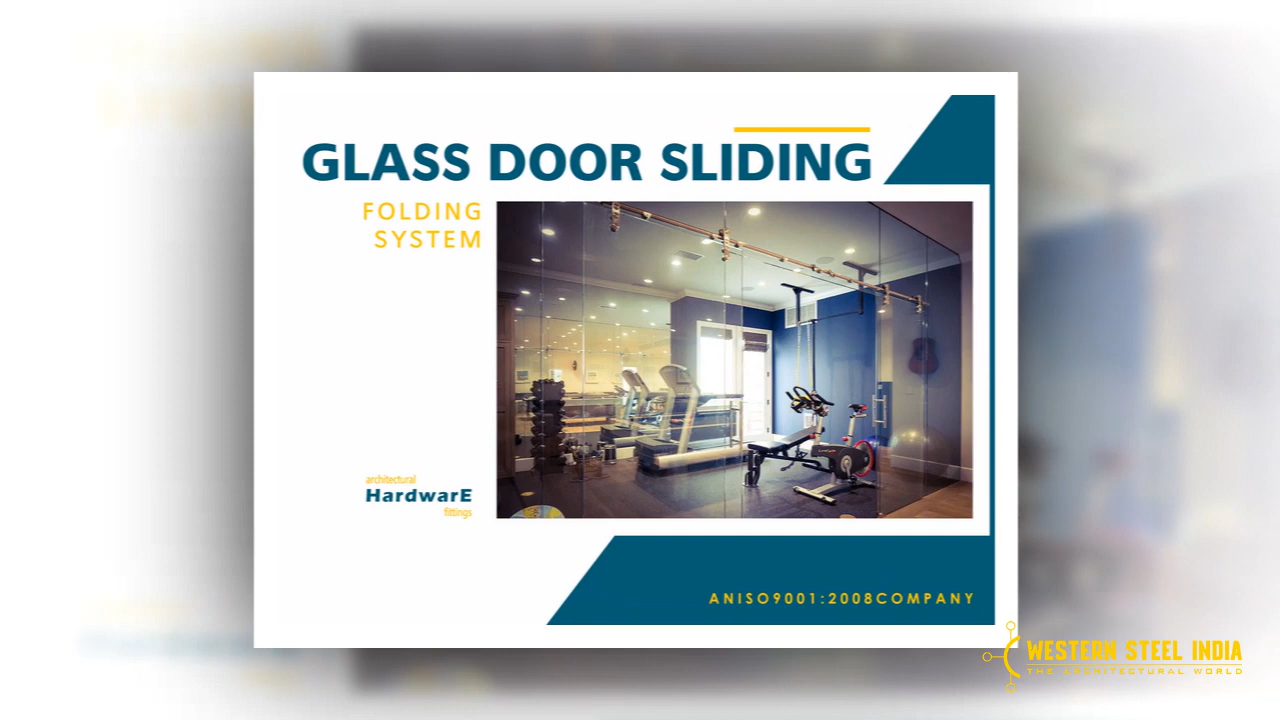 GLASS DOOR SLIDING
FOLDING
SYSTEM
architectural
HardwarE
fittings
ANISO9001:2008COMPANY
WESTERN STEEL INDIA
THE ARCHITECTURAL WORLD